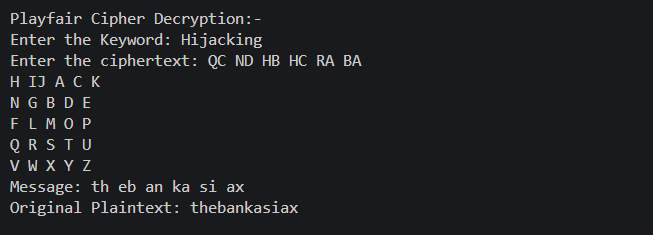 Playfair Cipher Decryption:-
Enter the Keyword: Hijacking
Enter the ciphertext: QC ND HB HC RA BA
H IJ A C K
N G B D E
F L M O P
Q R S T U
V W X Y Z
Message: th eb an ka si ax
Original Plaintext: thebankasiax